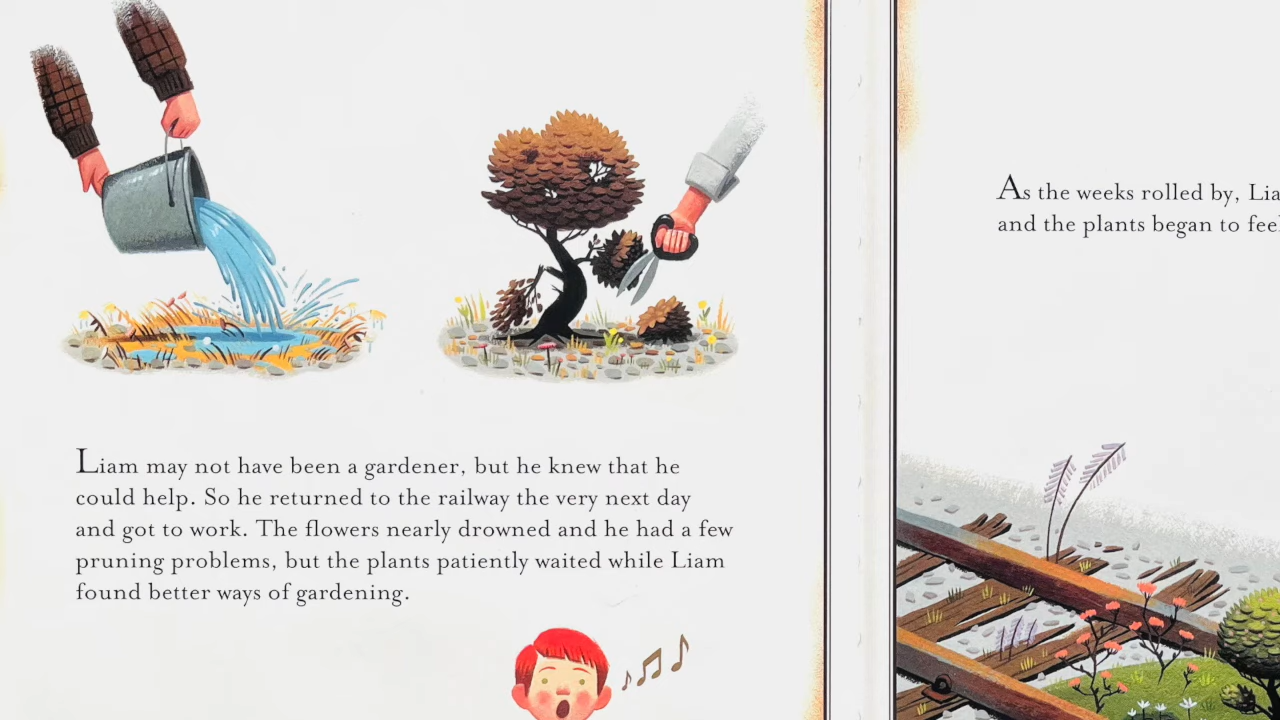 Liam may not have been a gardener, but he knew that he
could help. So he returned to the railway the very next day
and got to work. The flowers nearly drowned and he had a few
pruning problems, but the plants patiently waited while Liam
found better ways of gardening.
As the weeks rolled by,
and the plants began to